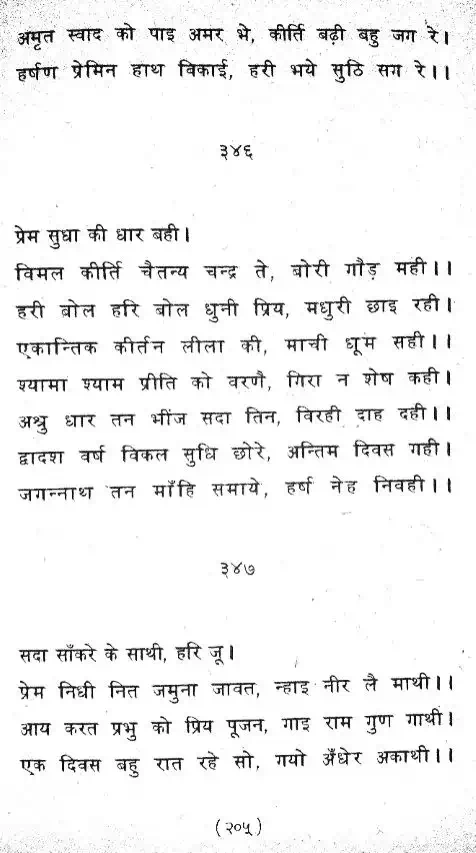 अमृत स्वाद को पाइ अमर भे, कीर्ति बढ़ी बहु जग रे।
हर्षण प्रेमिन हाथ विकाई, हरी भये सुठि सग रे।।
३४६
प्रेम सुधा की धार बही।
विमल कीर्ति चैतन्य चन्द्र ते, बोरी गौड़ मही।।
हरी बोल हरि बोल धुनी प्रिय, मधुरी छाइ रही।
एकान्तिक कीर्तन लीला की, माची धूम सही।।
श्यामा श्याम प्रीति को वरणै, गिरा न शेष कही।
अश्रु धार तन भींज सदा तिन, विरही दाह दही।।
द्वादश वर्ष विकल सुधि छोरे, अन्तिम दिवस गही।
जगन्नाथ तन माँहि समाये, हर्ष नेह निवही।।
३४७
सदा साँकरे के साथी, हरि जू।
प्रेम निधी नित जमुना जावत, न्हाइ नीर लै माथी।।
आय करत प्रभु को प्रिय पूजन, गाइ राम गुण गाथी।
एक दिवस बहु रात रहे सो, गयो अँधेर अकाथी।।
(२०५)